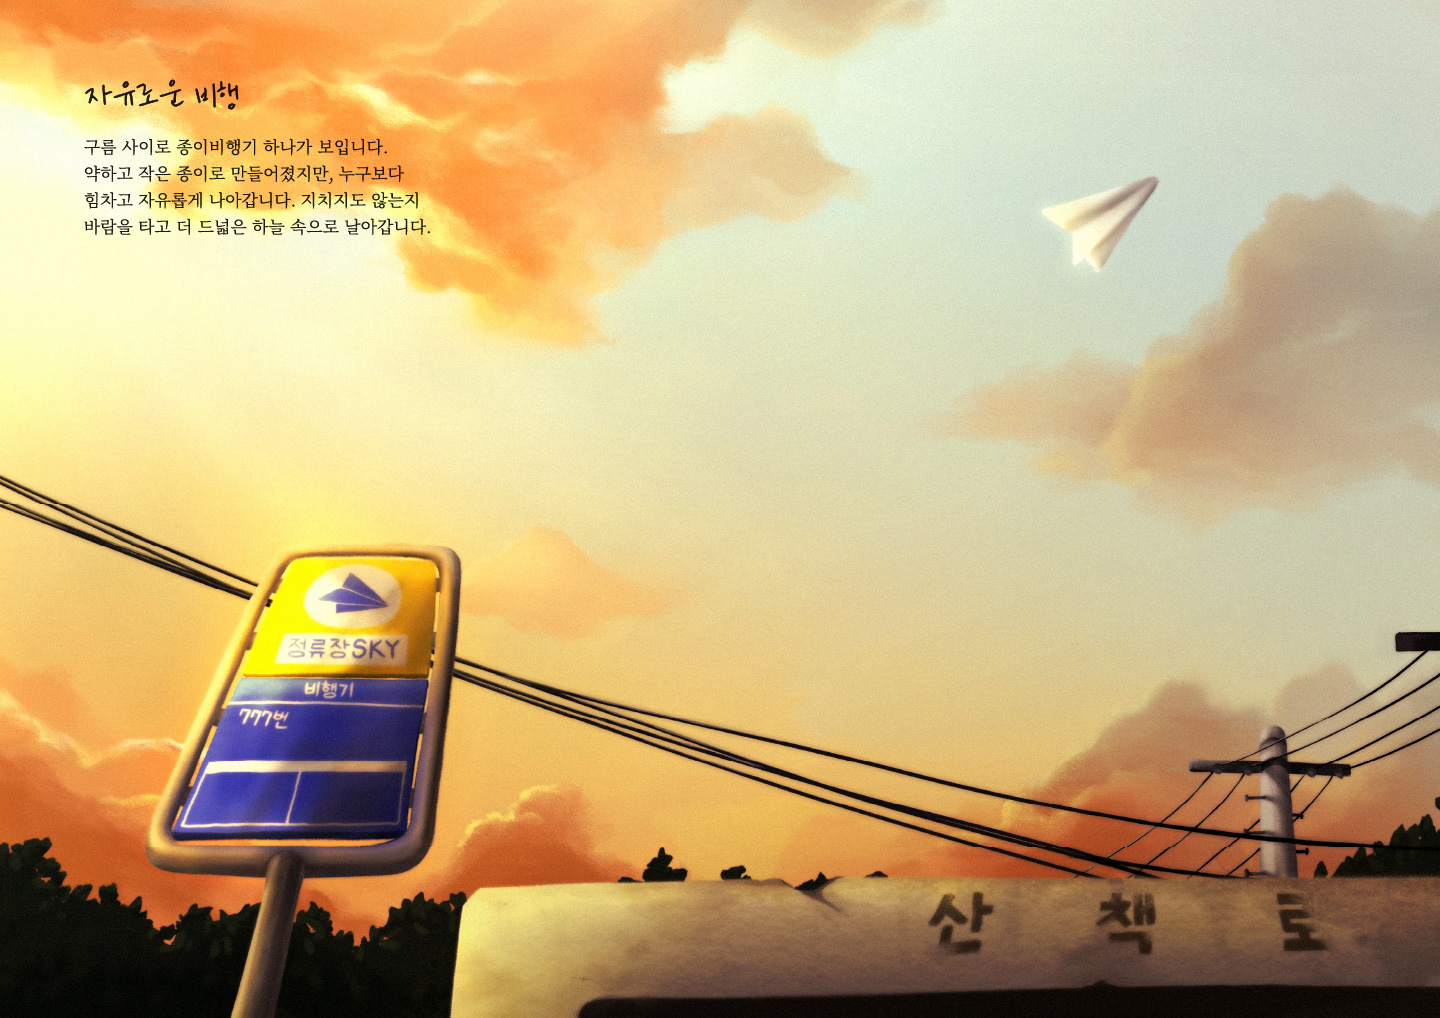 자유로운 비행
구름 사이로 종이비행기 하나가 보입니다.
약하고 작은 종이로 만들어졌지만, 누구보다
힘차고 자유롭게 나아갑니다. 지치지도 않는지
바람을 타고 더 드넓은 하늘 속으로 날아갑니다.
정류장SKY
비행기
777번
산 책 로